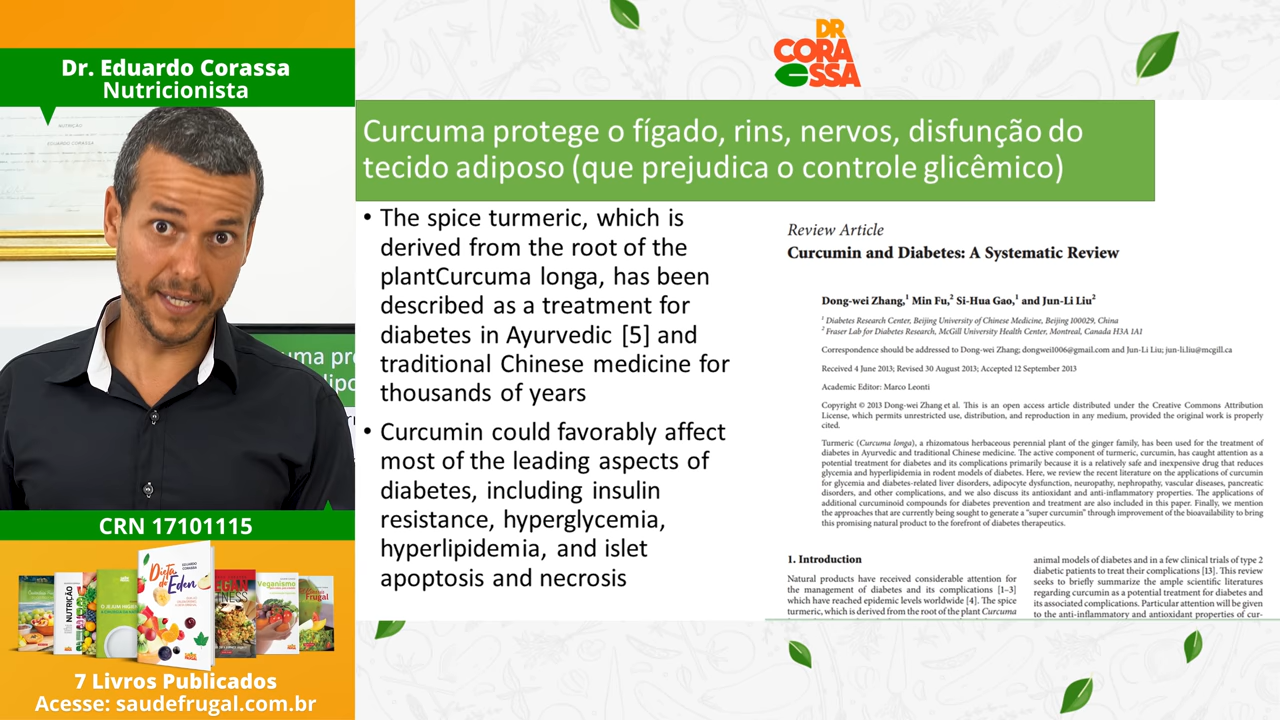 Dr. Eduardo Corassa
Nutricionista
DR
CORA
SSA
Curcuma protege o fígado, rins, nervos, disfunção do
tecido adiposo (que prejudica o controle glicêmico)
• The spice turmeric, which is
derived from the root of the
plantCurcuma longa, has been
described as a treatment for
diabetes in Ayurvedic [5] and
traditional Chinese medicine for
thousands of years
• Curcumin could favorably affect
most of the leading aspects of
diabetes, including insulin
resistance, hyperglycemia,
hyperlipidemia, and islet
apoptosis and necrosis
Review Article
Curcumin and Diabetes: A Systematic Review
Dong-wei Zhang,1 Min Fu,2 Si-Hua Gao,1 and Jun-Li Liu2
1 Diabetes Research Center, Beijing University of Chinese Medicine, Beijing 100029, China
2 Fraser Lab for Diabetes Research, McGill University Health Center, Montreal, Canada H3A 1A1
Correspondence should be addressed to Dong-wei Zhang; dongwei1006@gmail.com and Jun-Li Liu; jun-li.liu@mcgill.ca
Received 4 June 2013; Revised 30 August 2013; Accepted 12 September 2013
Academic Editor: Marco Leonti
Copyright © 2013 Dong-wei Zhang et al. This is an open access article distributed under the Creative Commons Attribution
License, which permits unrestricted use, distribution, and reproduction in any medium, provided the original work is properly
cited.
Turmeric (Curcuma longa), a rhizomatous herbaceous perennial plant of the ginger family, has been used for the treatment of
diabetes in Ayurvedic and traditional Chinese medicine. The active component of turmeric, curcumin, has caught attention as a
potential treatment for diabetes and its complications primarily because it is a relatively safe and inexpensive drug that reduces
glycemia and hyperlipidemia in rodent models of diabetes. Here, we review the recent literature on the applications of curcumin
for glycemia and diabetes-related liver disorders, adipocyte dysfunction, neuropathy, nephropathy, vascular diseases, pancreatic
disorders, and other complications, and we also discuss its antioxidant and anti-inflammatory properties. The applications of
additional curcuminoid compounds for diabetes prevention and treatment are also included in this paper. Finally, we mention
the approaches that are currently being sought to generate a "super curcumin" through improvement of the bioavailability to bring
this promising natural product to the forefront of diabetes therapeutics.
1. Introduction
Natural products have received considerable attention for
the management of diabetes and its complications [1–3]
which have reached epidemic levels worldwide [4]. The spice
turmeric, which is derived from the root of the plant Curcuma
animal models of diabetes and in a few clinical trials of type 2
diabetic patients to treat their complications [13]. This review
seeks to briefly summarize the ample scientific literatures
regarding curcumin as a potential treatment for diabetes and
its associated complications. Particular attention will be given
to the anti-inflammatory and antioxidant properties of cur-
CRN 17101115
Dieta do Eden
NUTRIÇÃO
Veganismo
Frugal
7 Livros Publicados
Acesse: saudefrugal.com.br